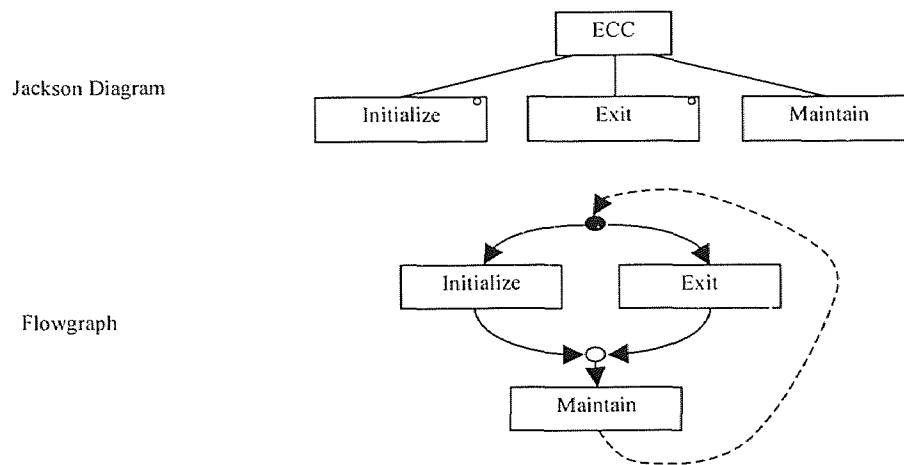 ECC
Jackson Diagram
Initialize
Exit
Maintain
Initialize
Exit
Flowgraph
Maintain